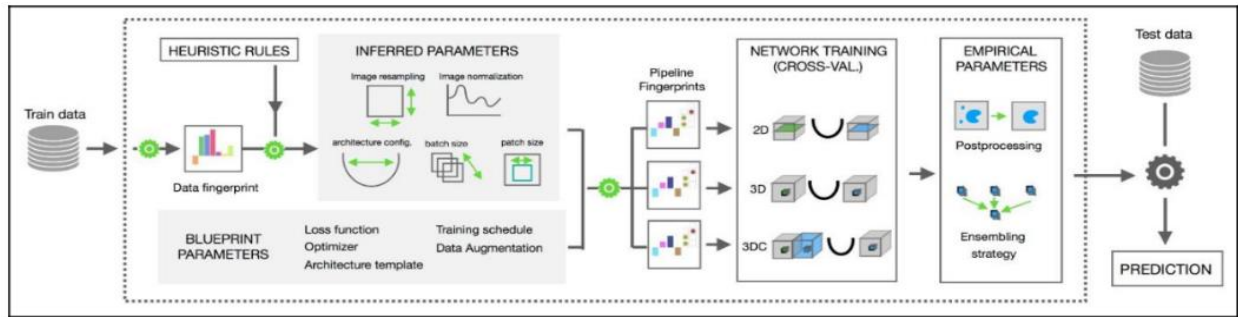 Train data
HEURISTIC RULES
Data fingerprint
INFERRED PARAMETERS
Image resampling
Image normalization
architecture config.
batch size
patch size
BLUEPRINT
PARAMETERS
Loss function
Optimizer
Architecture template
Training schedule
Data Augmentation
Pipeline
Fingerprints
NETWORK TRAINING
(CROSS-VAL.)
2D
3D
3DC
EMPIRICAL
PARAMETERS
Postprocessing
Ensembling
strategy
Test data
PREDICTION